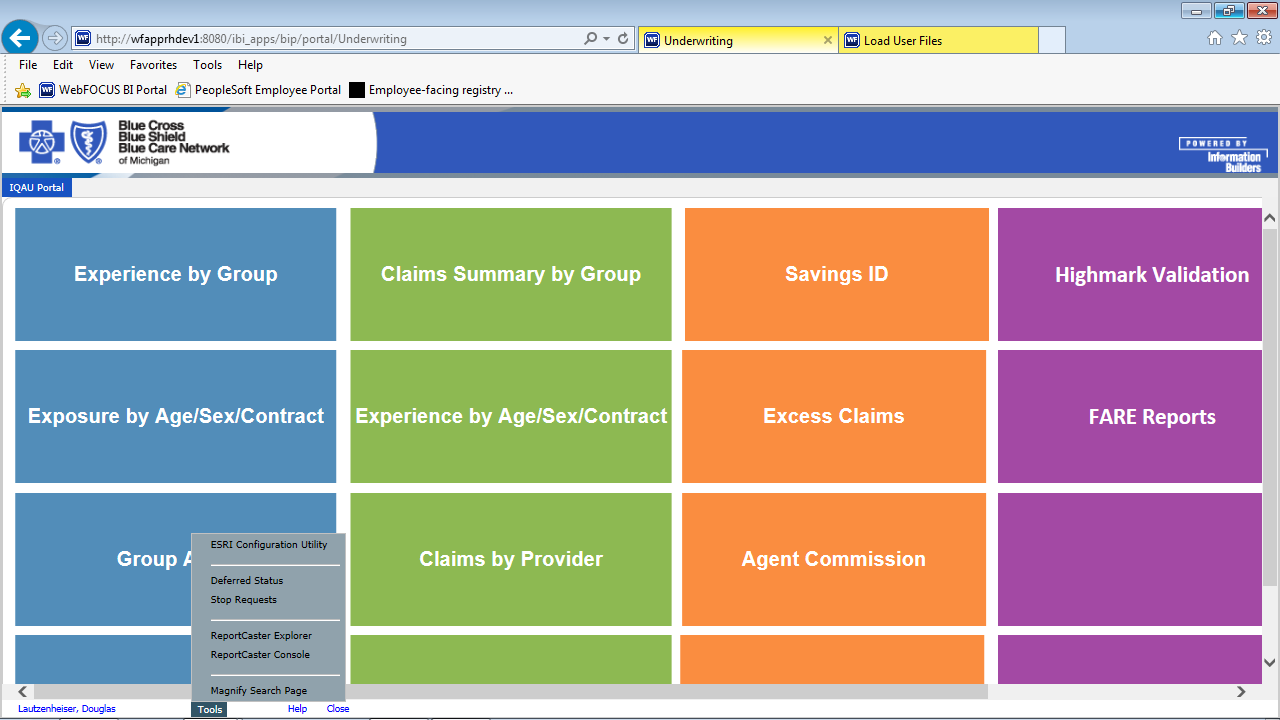 http://wfapprhdev1:8080/ibi_apps/bip/portal/Underwriting
WF Underwriting
WF Load User Files
File Edit View Favorites Tools Help
WF WebFOCUS BI Portal PeopleSoft Employee Portal Employee-facing registry ...
Blue Cross
Blue Shield
Blue Care Network
of Michigan
POWERED BY
Information
Builders
IQAU Portal
Experience by Group
Claims Summary by Group
Savings ID
Highmark Validation
Exposure by Age/Sex/Contract
Experience by Age/Sex/Contract
Excess Claims
FARE Reports
Group A
Claims by Provider
Agent Commission
ESRI Configuration Utility
Deferred Status
Stop Requests
ReportCaster Explorer
ReportCaster Console
Magnify Search Page
Lautzenheiser, Douglas Tools Help Close